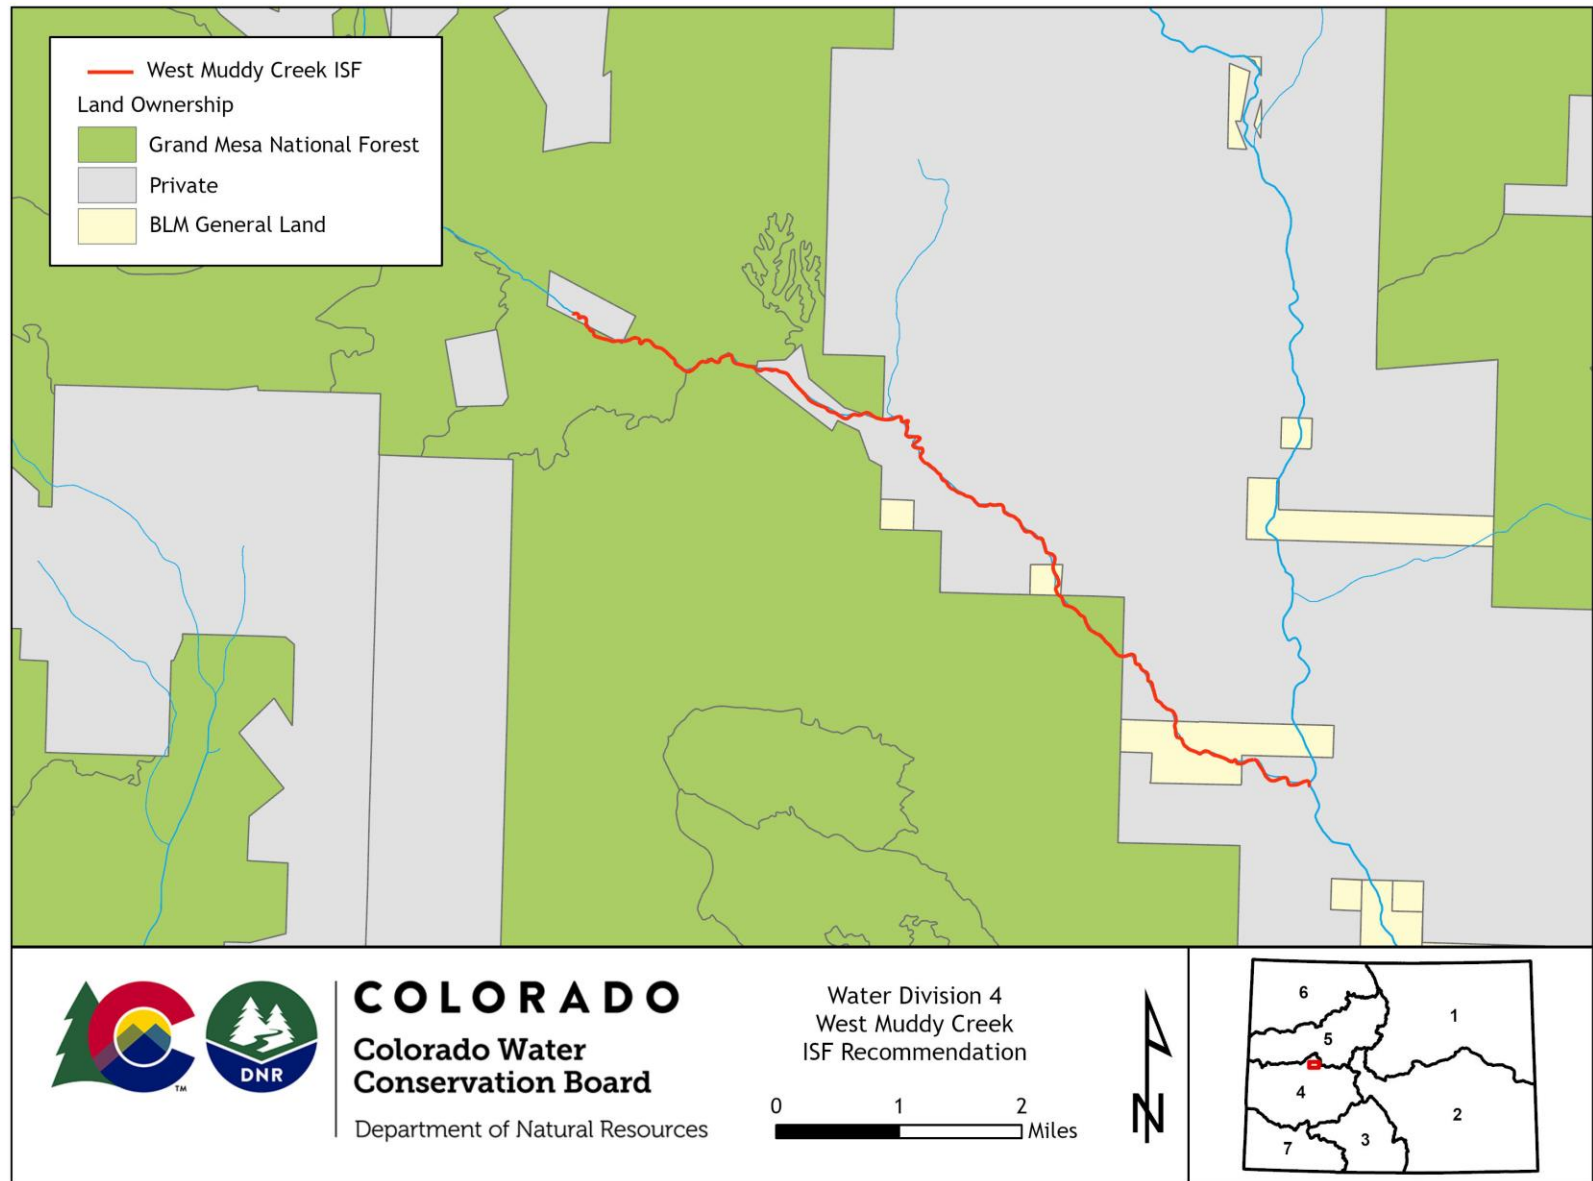 West Muddy Creek ISF
Land Ownership
Grand Mesa National Forest
Private
BLM General Land
DNR
TM
COLORADO
Colorado Water
Conservation Board
Department of Natural Resources
Water Division 4
West Muddy Creek
ISF Recommendation
0 1 2
Miles
N
6
1
5
4
2
3
7